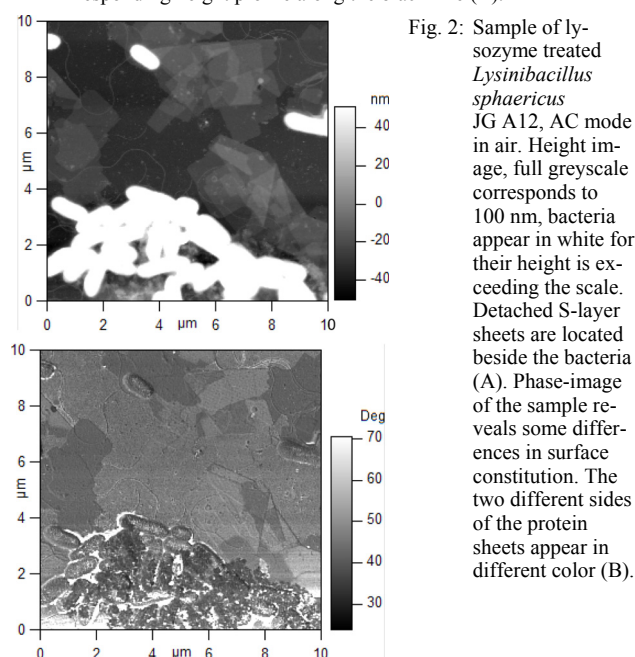 Fig. 2: Sample of ly-
sozyme treated
Lysinibacillus
sphaericus
JG A12, AC mode
in air. Height im-
age, full greyscale
corresponds to
100 nm, bacteria
appear in white for
their height is ex-
ceeding the scale.
Detached S-layer
sheets are located
beside the bacteria
(A). Phase-image
of the sample re-
veals some differ-
ences in surface
constitution. The
two different sides
of the protein
sheets appear in
different color (B).
10
8
6
µm
4
2
0
0 2 4 6 8 10
µm
nm
40
20
0
-20
-40
10
8
6
µm
4
2
0
0 2 4 6 8 10
µm
Deg
70
60
50
40
30